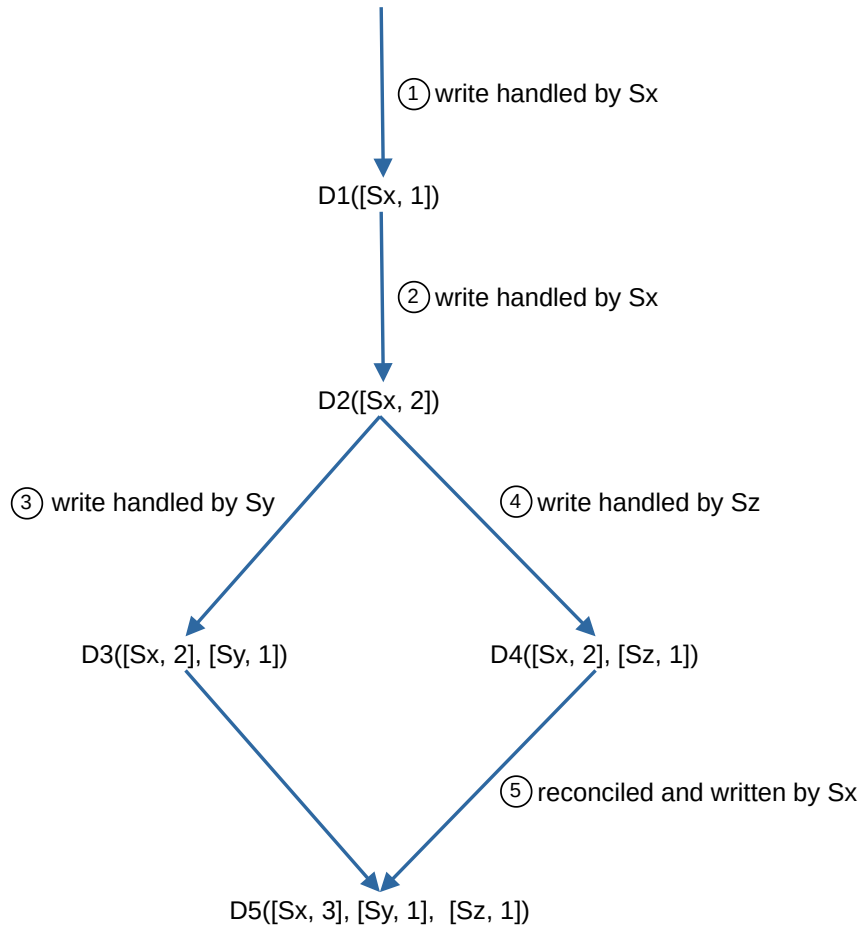 1 write handled by Sx
D1([Sx, 1])
2 write handled by Sx
D2([Sx, 2])
3 write handled by Sy
4 write handled by Sz
D3([Sx, 2], [Sy, 1])
D4([Sx, 2], [Sz, 1])
5 reconciled and written by Sx
D5([Sx, 3], [Sy, 1], [Sz, 1])